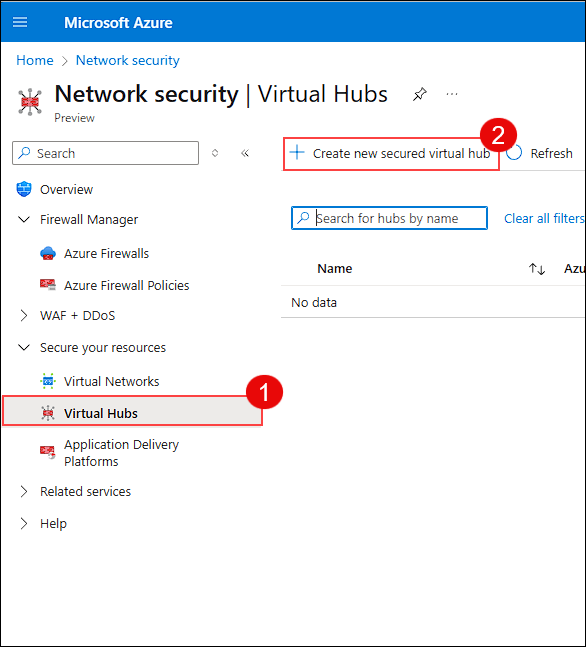 Microsoft Azure
Home > Network security
Network security | Virtual Hubs ...
Preview
Search
«
2
+ Create new secured virtual hub
Refresh
Overview
Firewall Manager
Search for hubs by name
Clear all filters
Azure Firewalls
Name
↑↓
Azu
Azure Firewall Policies
No data
WAF + DDoS
Secure your resources
Virtual Networks
1
Virtual Hubs
Application Delivery
Platforms
Related services
Help